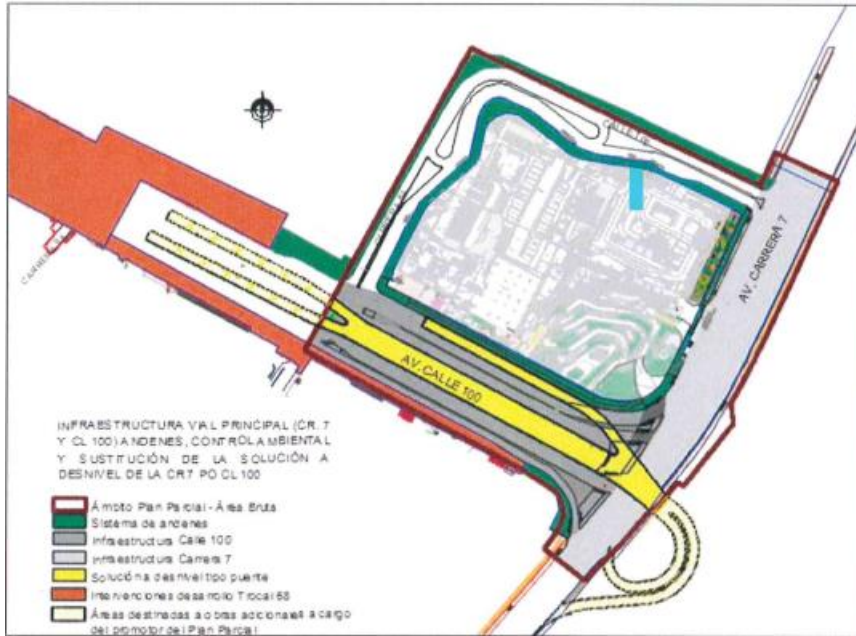 AV. CARRERA 7
AV. CALLE 100
INFRAESTRUCTURA VIAL PRINCIPAL (CR. 7
Y CL 100) ANDENES, CONTROL AMBIENTAL
Y SUSTITUCIÓN DE LA SOLUCIÓN A
DESNIVEL DE LA CR 7 PO CL 100
Ámbito Plan Parcial - Área Bruta
Sistema de andenes
Infraestructura Calle 100
Infraestructura Carrera 7
Solución a desnivel tipo puente
Intervenciones desarrollo Trocal 68
Áreas destinadas a obras adicionales a cargo
del promotor del Plan Parcial